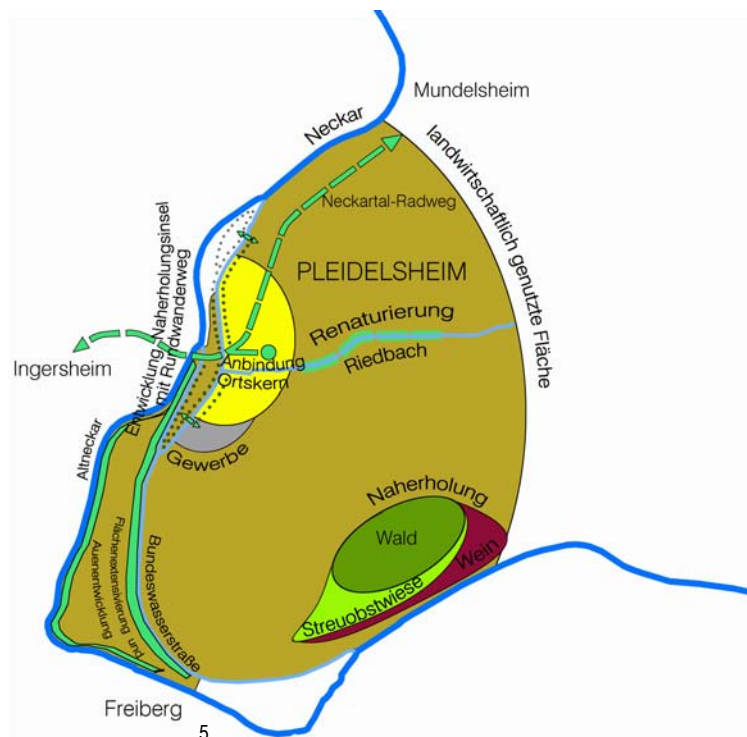 Mundelsheim
Neckar
landwirtschaftlich genutzte Fläche
Neckartal-Radweg
PLEIDELSHEIM
Entwicklung Naherholungsinsel
mit Rundwanderweg
Renaturierung
Riedbach
Ingersheim
Anbindung
Ortskern
Gewerbe
Altneckar
Naherholung
Wald
Wein
Streuobstwiese
Flächenextensivierung und
Auenentwicklung
Bundeswasserstraße
Freiberg
5